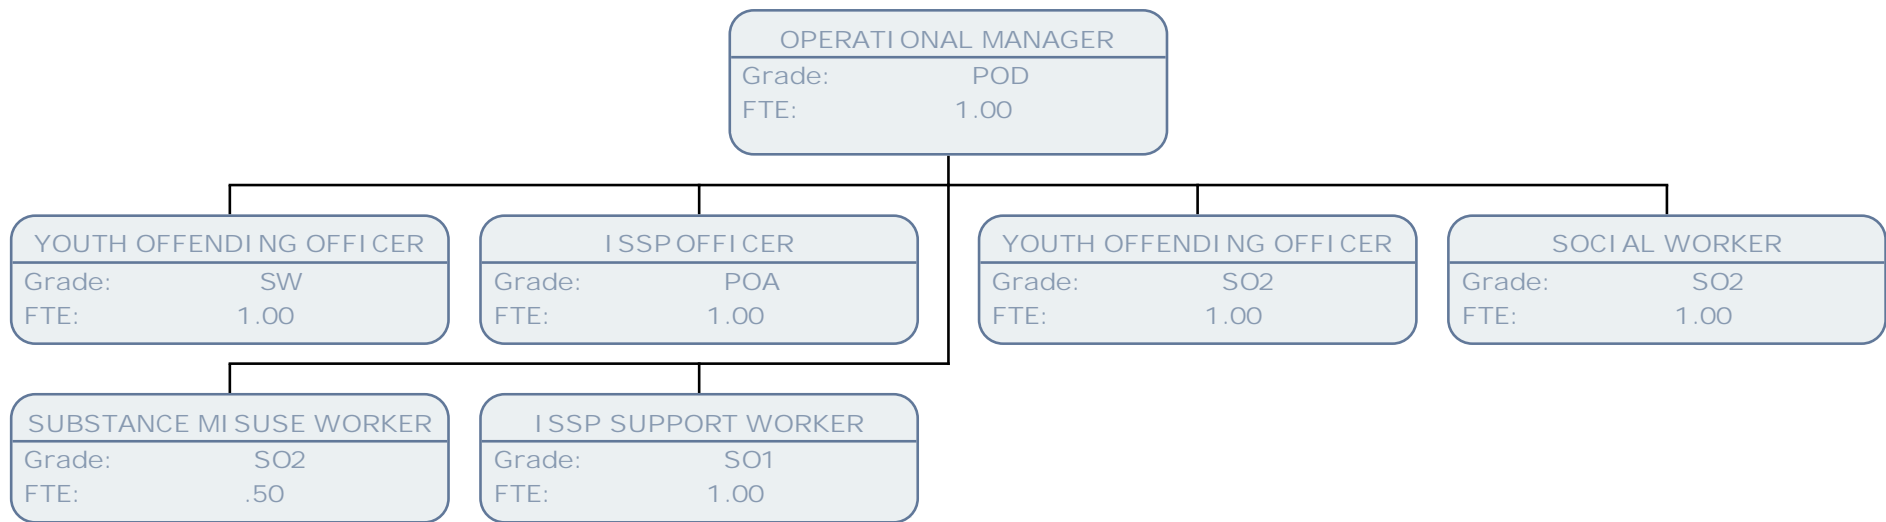 OPERATIONAL MANAGER
Grade: POD
FTE: 1.00
YOUTH OFFENDING OFFICER
Grade: SW
FTE: 1.00
ISSP OFFICER
Grade: POA
FTE: 1.00
YOUTH OFFENDING OFFICER
Grade: SO2
FTE: 1.00
SOCIAL WORKER
Grade: SO2
FTE: 1.00
SUBSTANCE MISUSE WORKER
Grade: SO2
FTE: .50
ISSP SUPPORT WORKER
Grade: SO1
FTE: 1.00